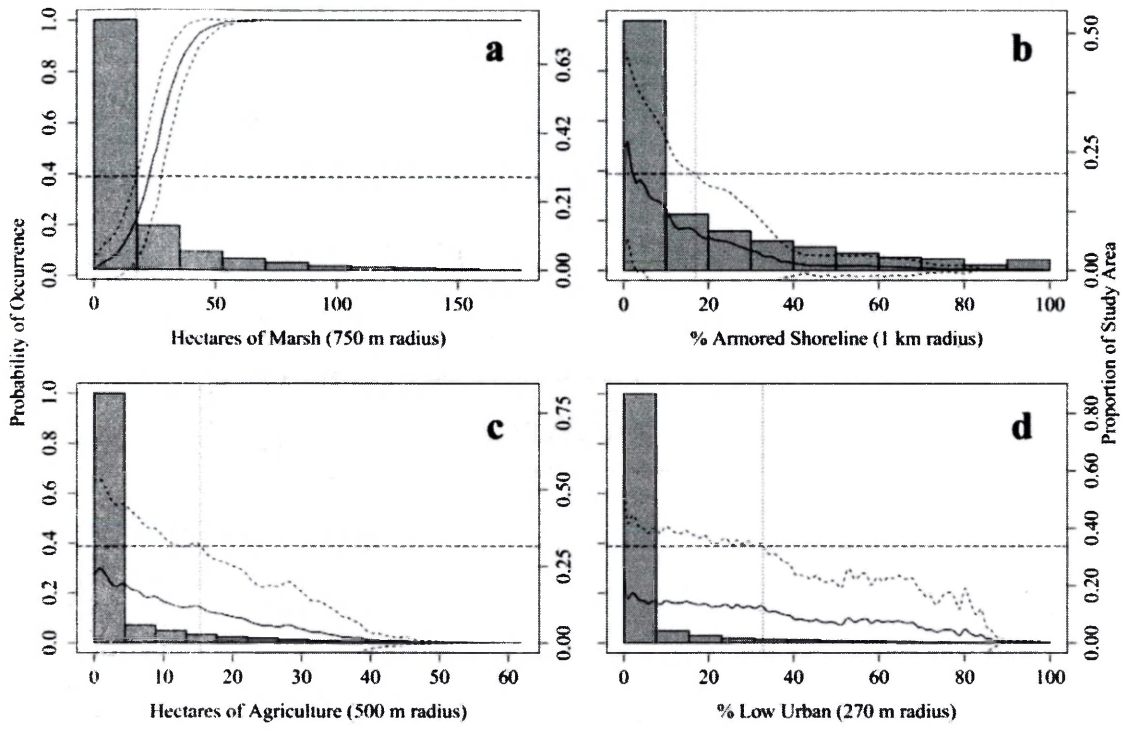 Probability of Occurrence
Proportion of Study Area
a
0.0 0.2 0.4 0.6 0.8 1.0
0.00 0.21 0.42 0.63
0 50 100 150
Hectares of Marsh (750 m radius)
b
0.00 0.25 0.50
0 20 40 60 80 100
% Armored Shoreline (1 km radius)
c
0.0 0.2 0.4 0.6 0.8 1.0
0.00 0.25 0.50 0.75
0 10 20 30 40 50 60
Hectares of Agriculture (500 m radius)
d
0.00 0.20 0.40 0.60 0.80
0 20 40 60 80 100
% Low Urban (270 m radius)